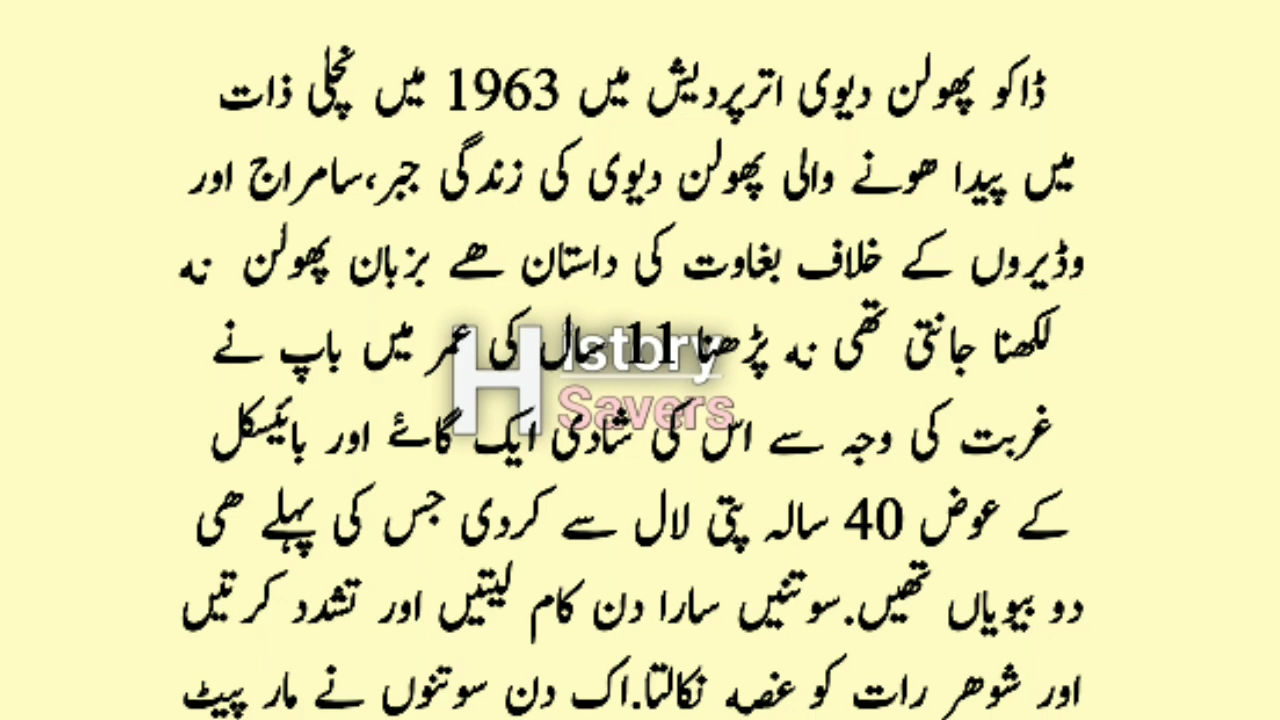 ڈاکو پھولن دیوی اترپردیش میں 1963 میں نچلی ذات
میں پیدا ھونے والی پھولن دیوی کی زندگی جبر،سامراج اور
وڈیروں کے خلاف بغاوت کی داستان ھے بزبان پھولن نہ
لکھنا جانتی تھی نہ پڑھنا 11 سال کی عمر میں باپ نے
غربت کی وجہ سے اس کی شادی ایک گائے اور بائیسکل
کے عوض 40 سالہ پتی لال سے کردی جس کی پہلے ھی
دو بیویاں تھیں.سوتنیں سارا دن کام لیتیں اور تشدد کرتیں
اور شوھر رات کو غصہ نکالتا.اک دن سوتنوں نے مار پیٹ
History
Savers